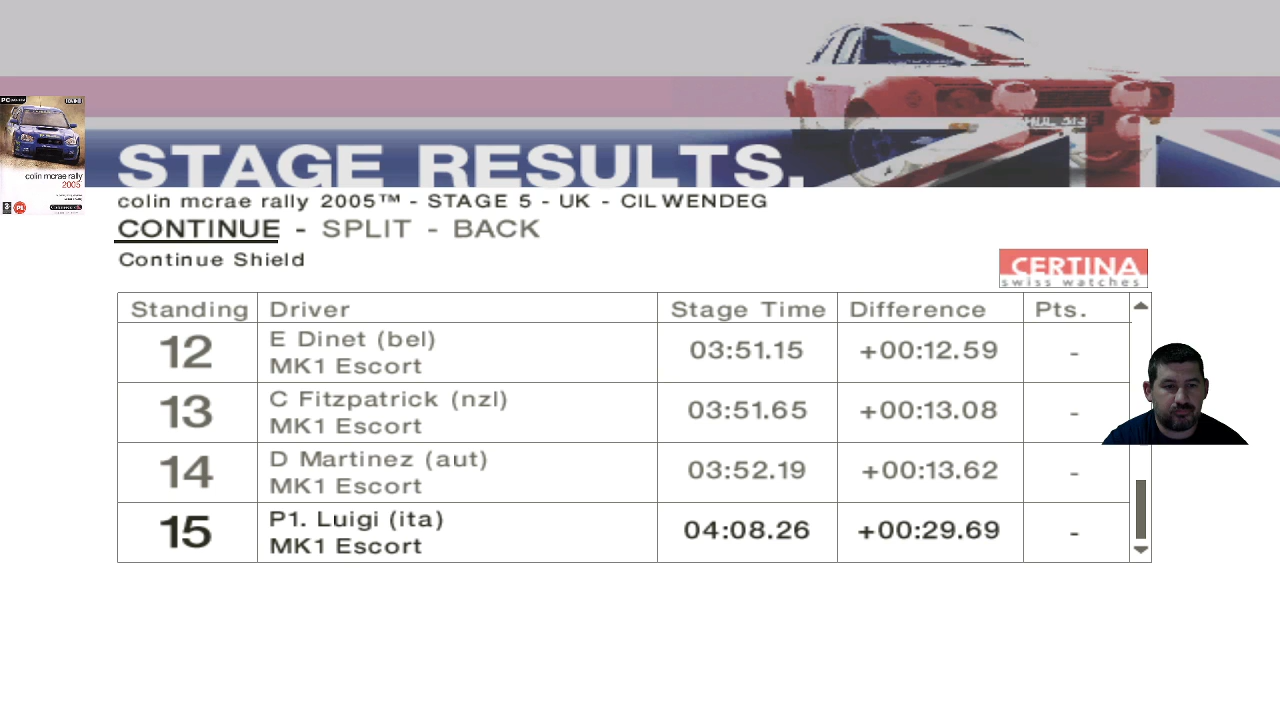 STAGE RESULTS.
colin mcrae rally 2005™ - STAGE 5 - UK - CILWENDEG
CONTINUE - SPLIT - BACK
Continue Shield
CERTINA
swiss watches
Standing Driver Stage Time Difference Pts.
12 E Dinet (bel) 03:51.15 +00:12.59 -
MK1 Escort
13 C Fitzpatrick (nzl) 03:51.65 +00:13.08 -
MK1 Escort
14 D Martinez (aut) 03:52.19 +00:13.62 -
MK1 Escort
15 P1. Luigi (ita) 04:08.26 +00:29.69 -
MK1 Escort
PC
colin mcrae rally
2005